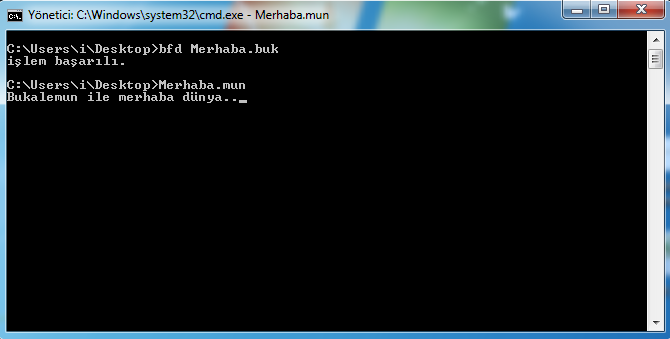 Yönetici: C:\Windows\system32\cmd.exe - Merhaba.mun
C:\Users\i\Desktop>bfd Merhaba.buk
işlem başarılı.
C:\Users\i\Desktop>Merhaba.mun
Bukalemun ile merhaba dünya.._